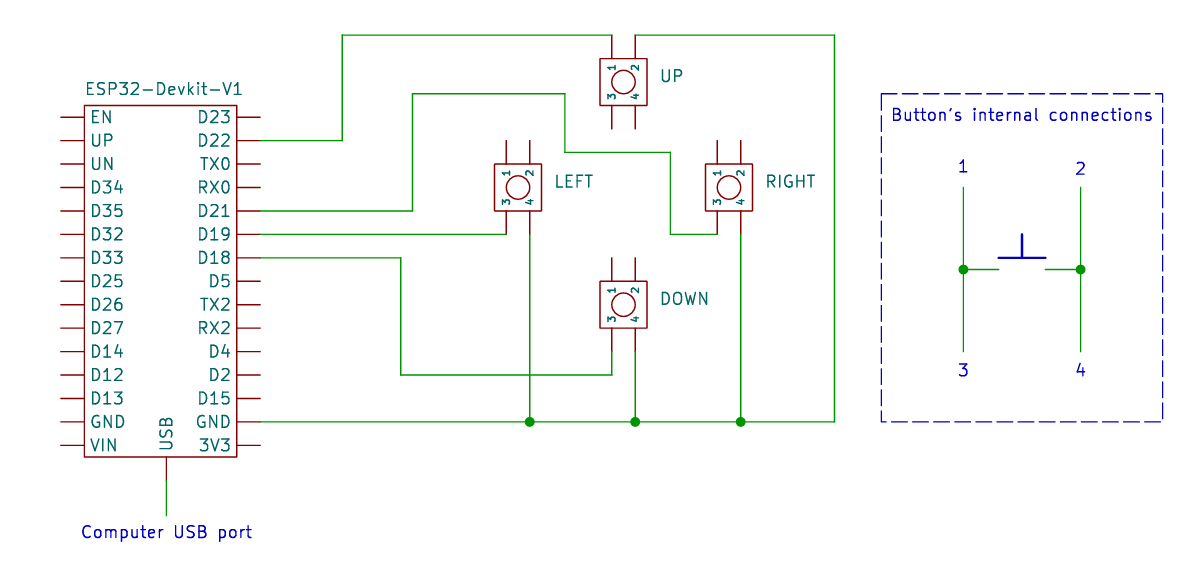 ESP32-Devkit-V1
EN
UP
UN
D34
D35
D32
D33
D25
D26
D27
D14
D12
D13
GND
VIN
D23
D22
TX0
RX0
D21
D19
D18
D5
TX2
RX2
D4
D2
D15
GND
3V3
USB
Computer USB port
1 2
3 4
UP
1 2
3 4
LEFT
1 2
3 4
RIGHT
1 2
3 4
DOWN
Button's internal connections
1 2
3 4